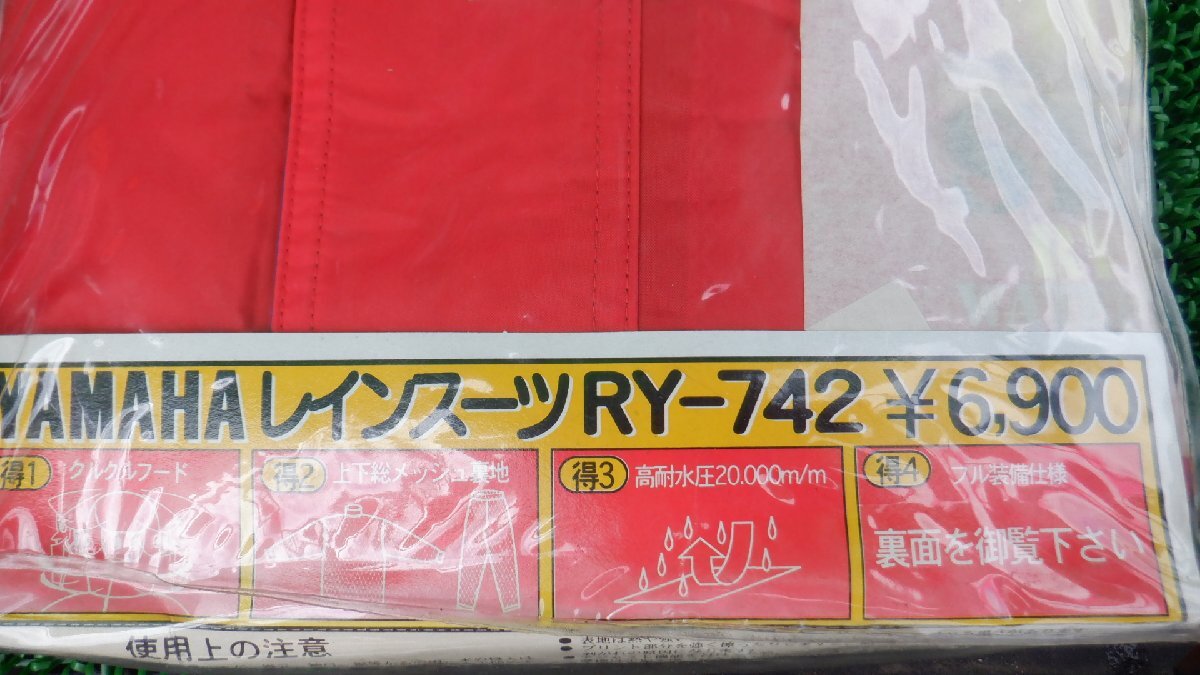 YAMAHAレインスーツRY-742 ¥6,900
得1 クルクルフード
得2 上下総メッシュ裏地
得3 高耐水圧20.000m/m
得4 フル装備仕様
裏面を御覧下さい
使用上の注意